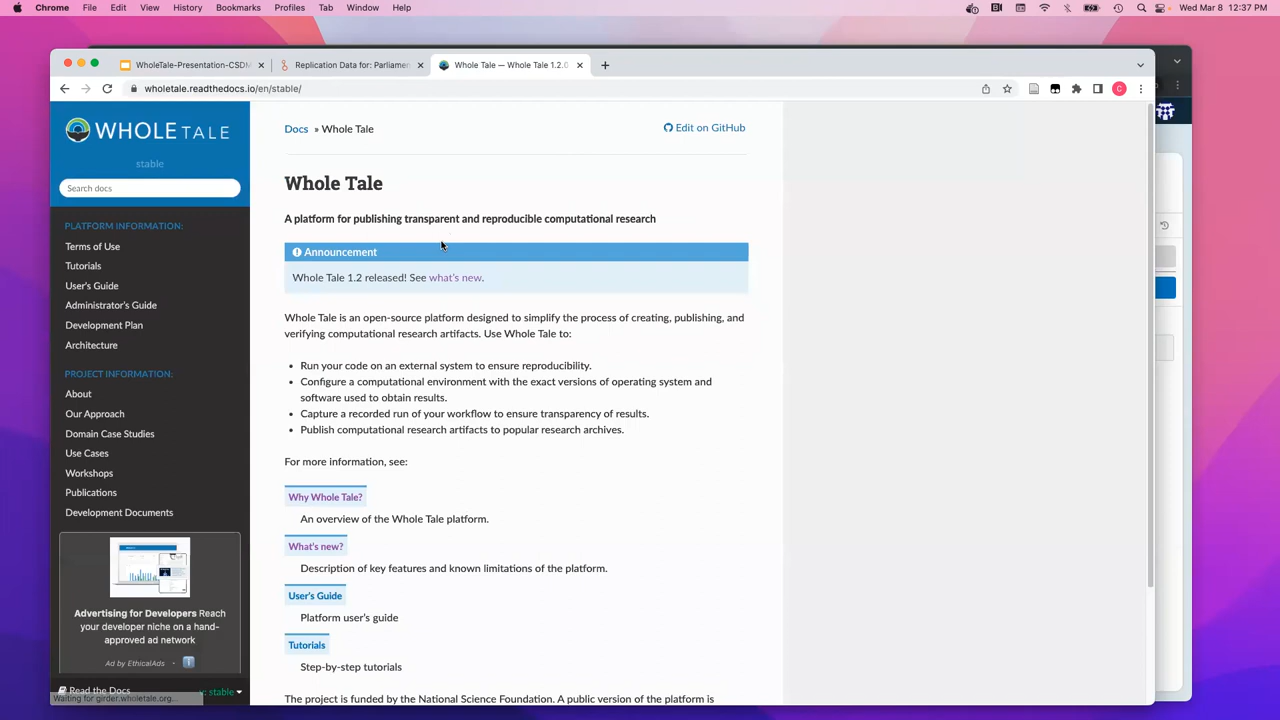 Chrome File Edit View History Bookmarks Profiles Tab Window Help Wed Mar 8 12:37 PM
WholeTale-Presentation-CSDM
Replication Data for: Parliamen
Whole Tale — Whole Tale 1.2.0
wholetale.readthedocs.io/en/stable/
C
WHOLETALE
stable
Search docs
PLATFORM INFORMATION:
Terms of Use
Tutorials
User's Guide
Administrator's Guide
Development Plan
Architecture
PROJECT INFORMATION:
About
Our Approach
Domain Case Studies
Use Cases
Workshops
Publications
Development Documents
Advertising for Developers Reach
your developer niche on a hand-
approved ad network
Ad by EthicalAds ·
Read the Docs
v: stable
Waiting for girder.wholetale.org...
Docs » Whole Tale
Edit on GitHub
Whole Tale
A platform for publishing transparent and reproducible computational research
Announcement
Whole Tale 1.2 released! See what's new.
Whole Tale is an open-source platform designed to simplify the process of creating, publishing, and
verifying computational research artifacts. Use Whole Tale to:
• Run your code on an external system to ensure reproducibility.
• Configure a computational environment with the exact versions of operating system and
software used to obtain results.
• Capture a recorded run of your workflow to ensure transparency of results.
• Publish computational research artifacts to popular research archives.
For more information, see:
Why Whole Tale?
An overview of the Whole Tale platform.
What's new?
Description of key features and known limitations of the platform.
User's Guide
Platform user's guide
Tutorials
Step-by-step tutorials
The project is funded by the National Science Foundation. A public version of the platform is